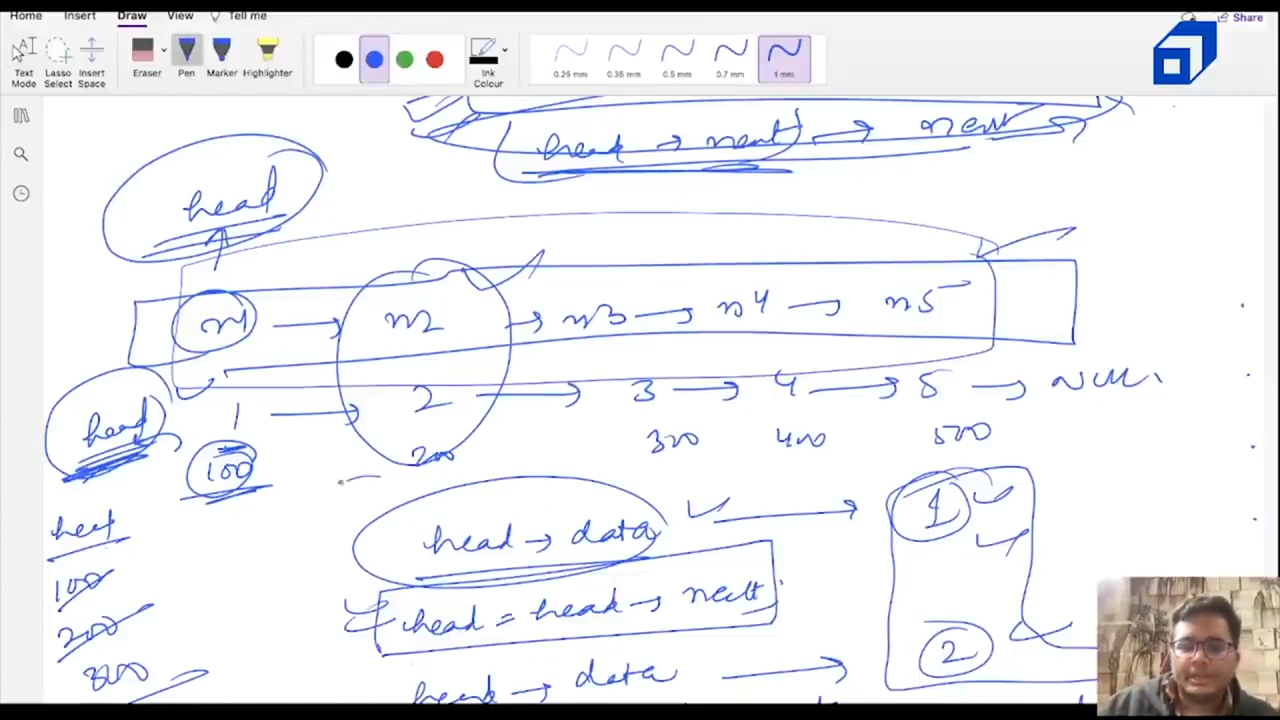 Home Insert Draw View Tell me Share
Text Mode Lasso Select Insert Space Eraser Pen Marker Highlighter Ink Colour 0.25 mm 0.35 mm 0.5 mm 0.7 mm 1 mm
head → next → next
head
n1 → n2 → n3 → n4 → n5
head 1 → 2 → 3 → 4 → 5 → NULL
100 200 300 400 500
head → data → 1
head
100 head = head → next
200 2
300 head → data →